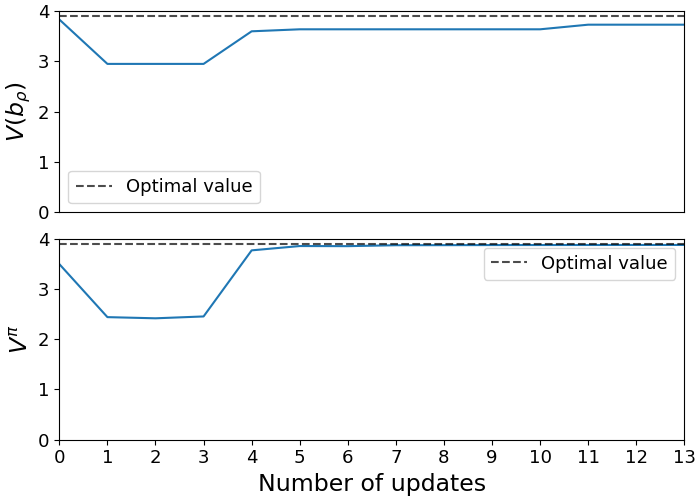 4
3
2
1
0
V(b_ρ)
Optimal value
4
3
2
1
0
V^π
Optimal value
0 1 2 3 4 5 6 7 8 9 10 11 12 13
Number of updates